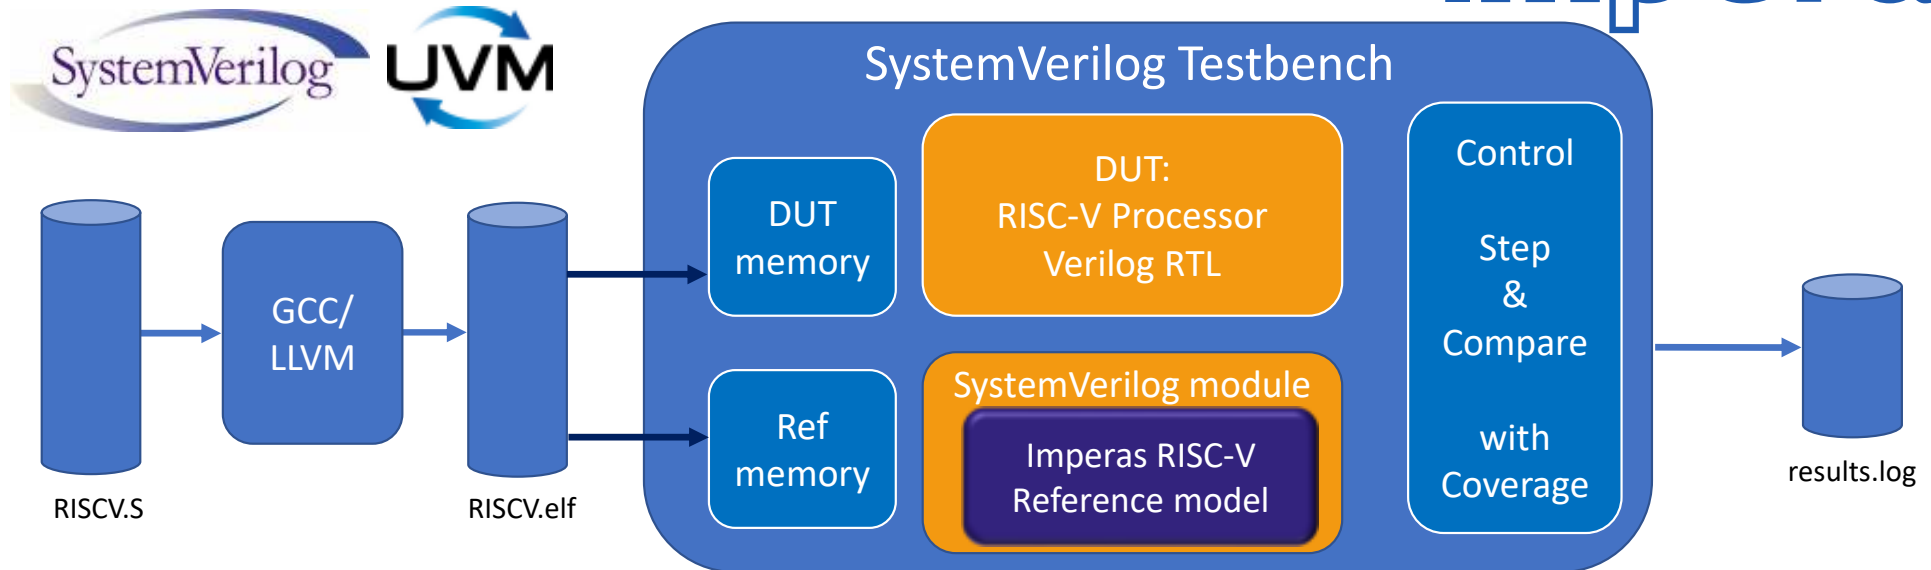 Impera
SystemVerilog
UVM
SystemVerilog Testbench
DUT
memory
DUT:
RISC-V Processor
Verilog RTL
Control
Step
&
Compare
with
Coverage
GCC/
LLVM
Ref
memory
SystemVerilog module
Imperas RISC-V
Reference model
RISCV.S
RISCV.elf
results.log